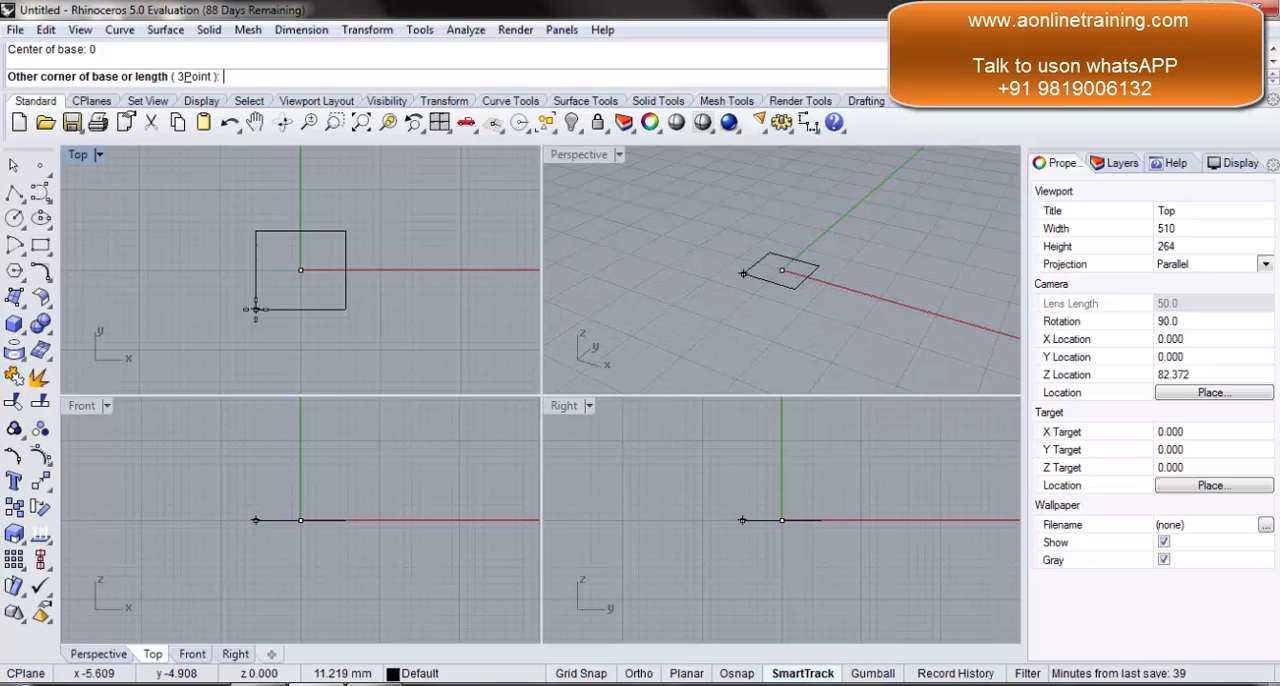 Untitled - Rhinoceros 5.0 Evaluation (88 Days Remaining)
www.aonlinetraining.com
Talk to uson whatsAPP
+91 9819006132
File Edit View Curve Surface Solid Mesh Dimension Transform Tools Analyze Render Panels Help
Center of base: 0
Other corner of base or length ( 3Point ):
Standard CPlanes Set View Display Select Viewport Layout Visibility Transform Curve Tools Surface Tools Solid Tools Mesh Tools Render Tools Drafting
Top
Perspective
Prope... Layers Help Display
Viewport
Title Top
Width 510
Height 264
Projection Parallel
Camera
Lens Length 50.0
Rotation 90.0
X Location 0.000
Y Location 0.000
Z Location 82.372
Location Place...
Target
X Target 0.000
Y Target 0.000
Z Target 0.000
Location Place...
Wallpaper
Filename (none) ...
Show
Gray
y
x
z
y
x
Front
Right
z
x
z
y
Perspective Top Front Right
CPlane x -5.609 y -4.908 z 0.000 11.219 mm Default Grid Snap Ortho Planar Osnap SmartTrack Gumball Record History Filter Minutes from last save: 39